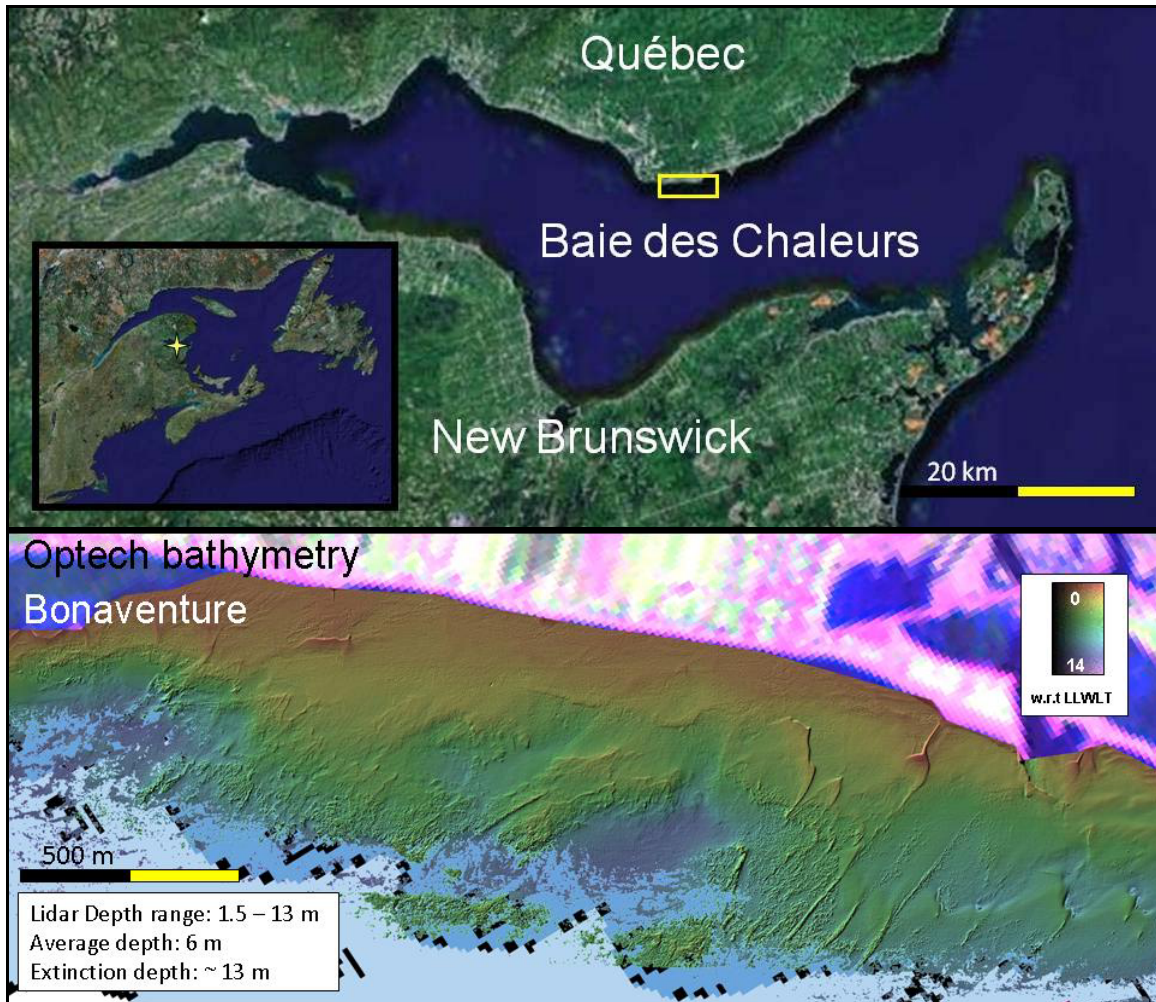 Québec
Baie des Chaleurs
New Brunswick
20 km
Optech bathymetry
Bonaventure
0
14
w.r.t LLWLT
500 m
Lidar Depth range: 1.5 – 13 m
Average depth: 6 m
Extinction depth: ~ 13 m